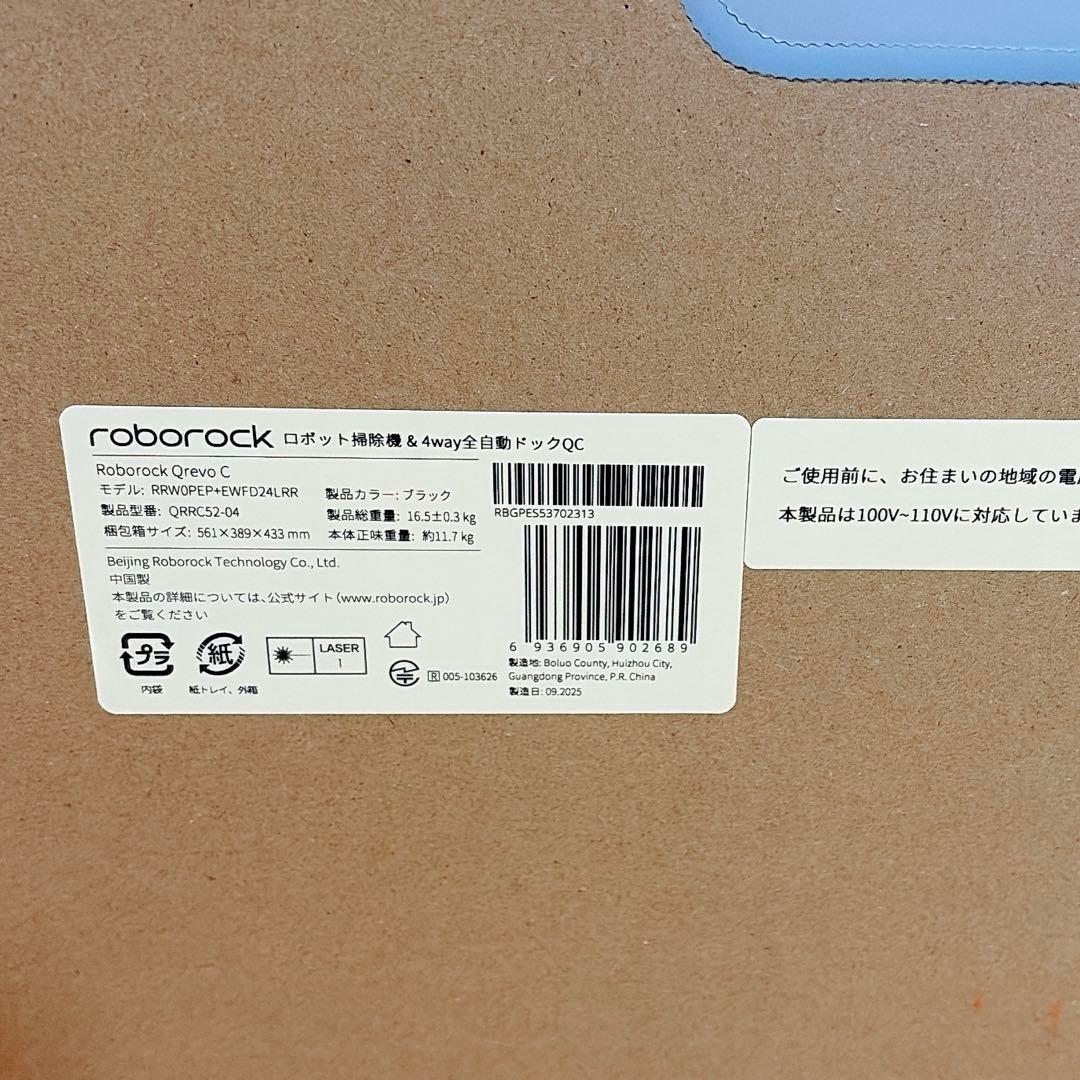 roborock ロボット掃除機 & 4way全自動ドックQC
Roborock Qrevo C
モデル: RRW0PEP+EWFD24LRR
製品カラー: ブラック
製品型番: QRRC52-04
製品総重量: 16.5±0.3 kg
梱包箱サイズ: 561×389×433 mm
本体正味重量: 約11.7 kg
RBGPES53702313
Beijing Roborock Technology Co., Ltd.
中国製
本製品の詳細については、公式サイト(www.roborock.jp)
をご覧ください
プラ
内袋
紙
紙トレイ、外箱
LASER
1
R 005-103626
6 936905 902689
製造地: Boluo County, Huizhou City,
Guangdong Province, P.R. China
製造日: 09.2025
ご使用前に、お住まいの地域の電
本製品は100V~110Vに対応していま